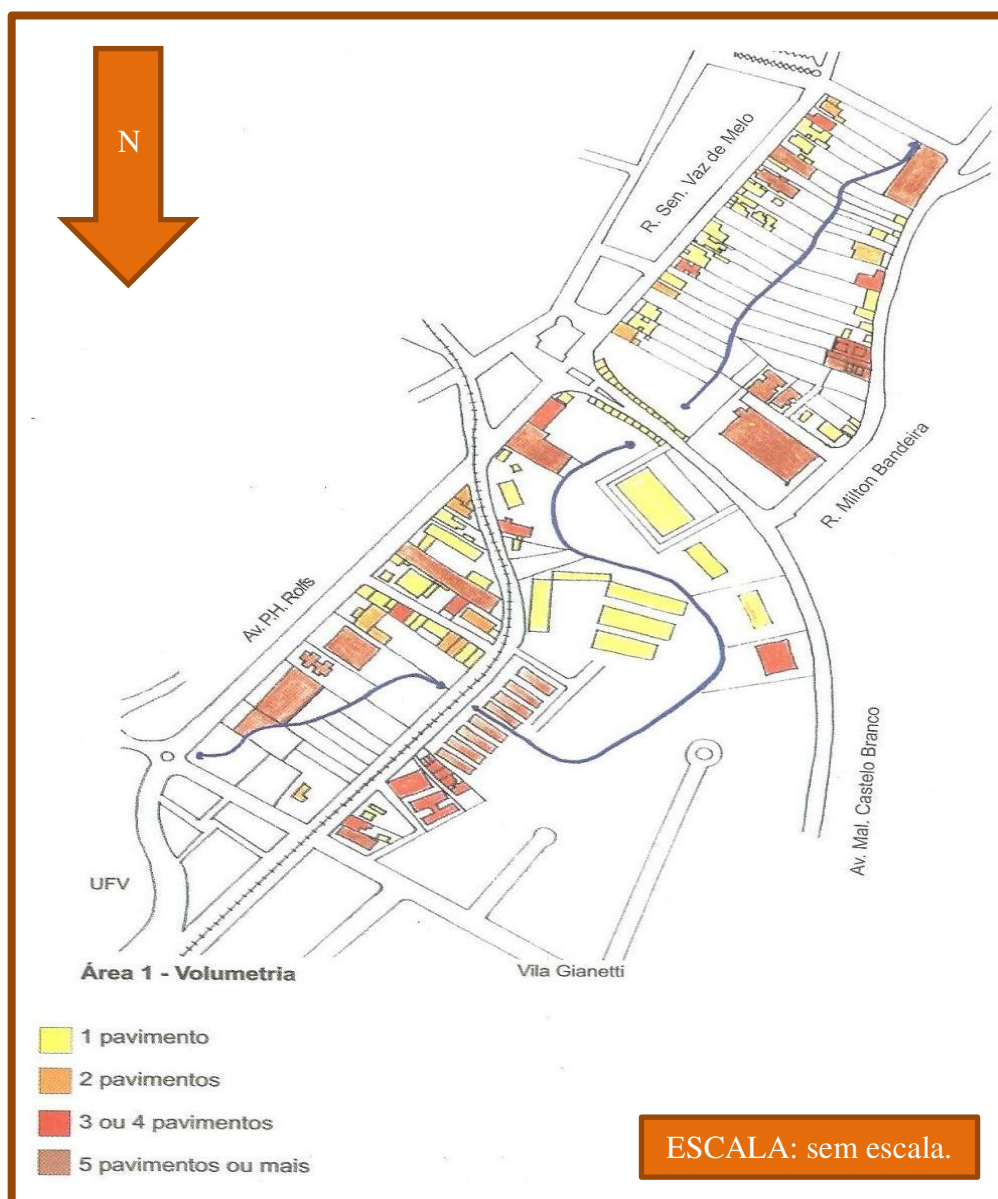 N
R. Sen. Vaz de Melo
R. Milton Bandeira
Av. P.H. Rolfs
Av. Mal. Castelo Branco
UFV
Área 1 - Volumetria
Vila Gianetti
1 pavimento
2 pavimentos
3 ou 4 pavimentos
5 pavimentos ou mais
ESCALA: sem escala.